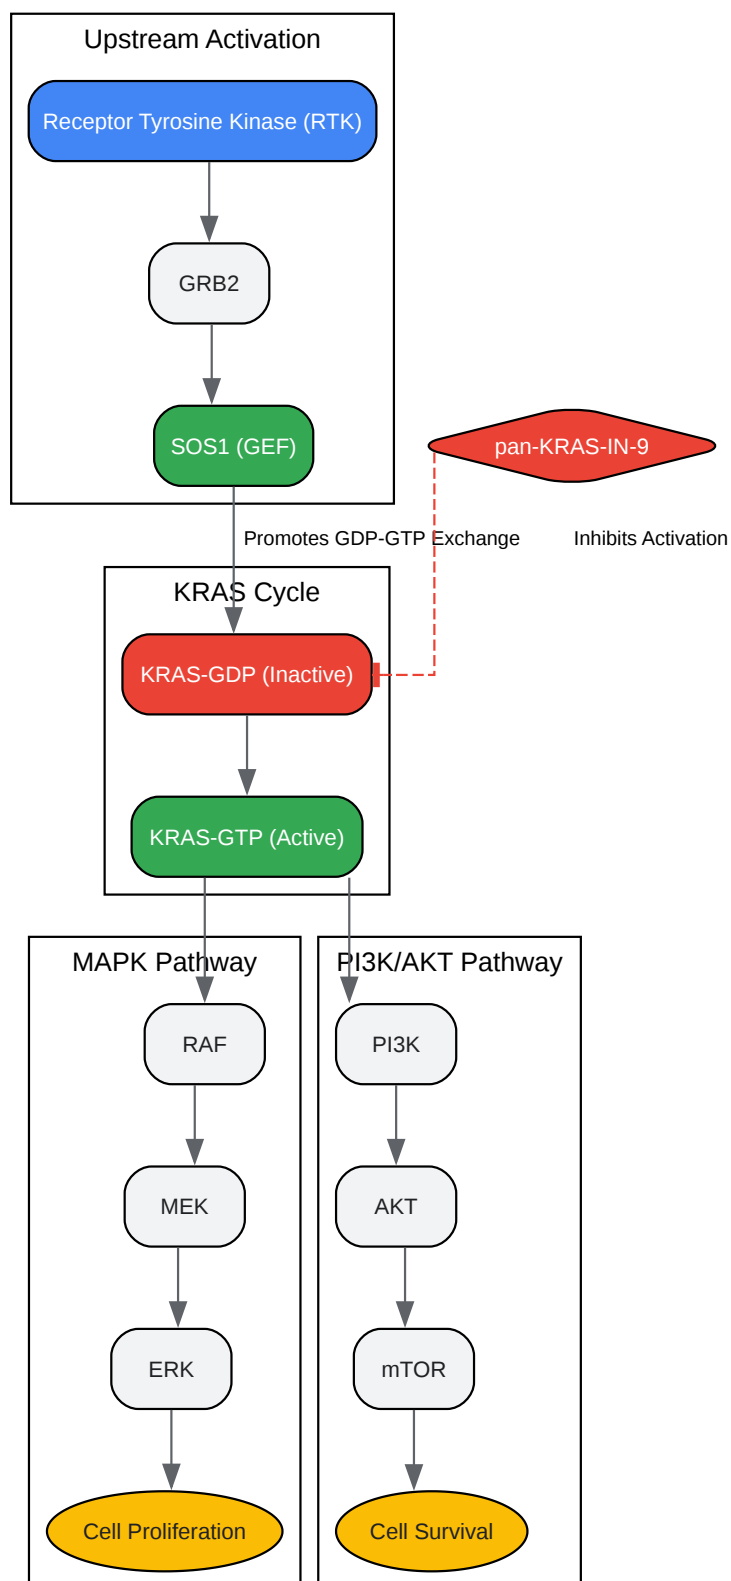 Upstream Activation
Receptor Tyrosine Kinase (RTK)
GRB2
SOS1 (GEF)
pan-KRAS-IN-9
Promotes GDP-GTP Exchange
Inhibits Activation
KRAS Cycle
KRAS-GDP (Inactive)
KRAS-GTP (Active)
MAPK Pathway
RAF
MEK
ERK
Cell Proliferation
PI3K/AKT Pathway
PI3K
AKT
mTOR
Cell Survival